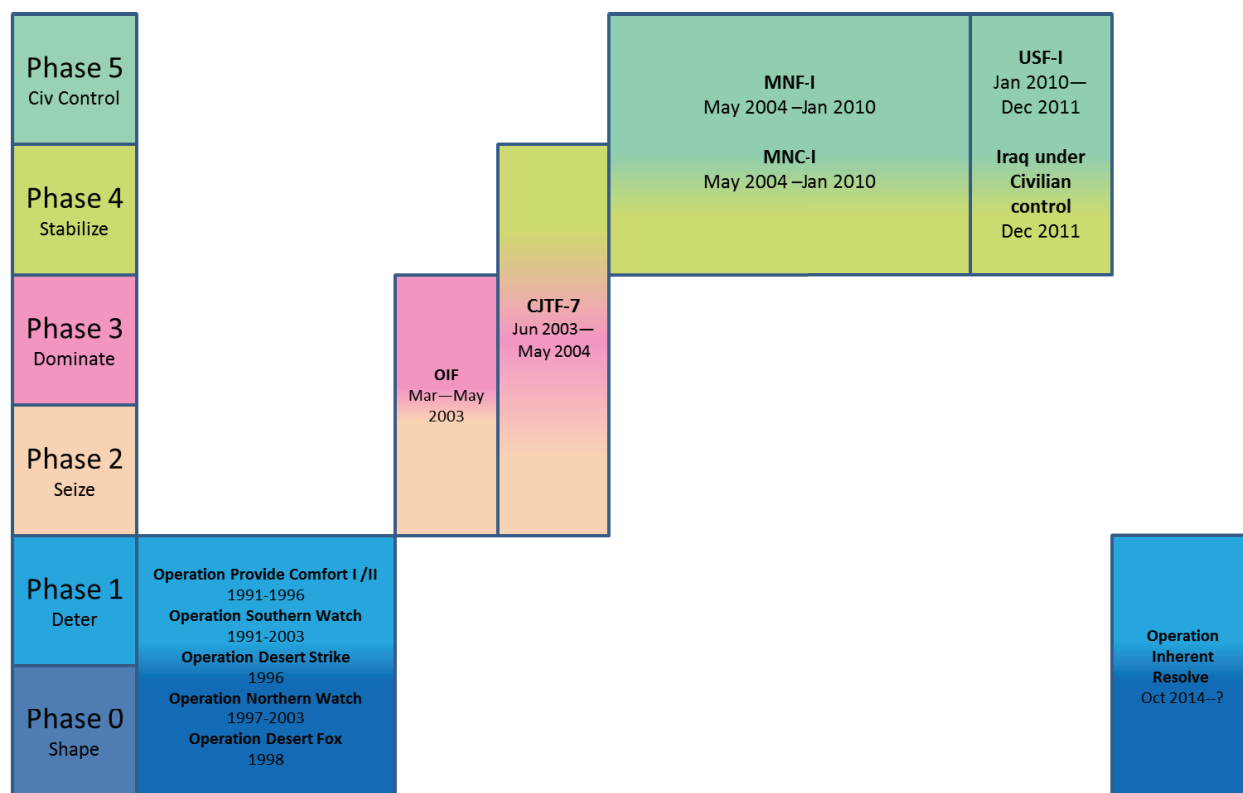 Phase 5
Civ Control
Phase 4
Stabilize
Phase 3
Dominate
Phase 2
Seize
Phase 1
Deter
Phase 0
Shape
Operation Provide Comfort I /II
1991-1996
Operation Southern Watch
1991-2003
Operation Desert Strike
1996
Operation Northern Watch
1997-2003
Operation Desert Fox
1998
OIF
Mar—May
2003
CJTF-7
Jun 2003—
May 2004
MNF-I
May 2004 –Jan 2010
MNC-I
May 2004 –Jan 2010
USF-I
Jan 2010—
Dec 2011
Iraq under
Civilian
control
Dec 2011
Operation
Inherent
Resolve
Oct 2014--?